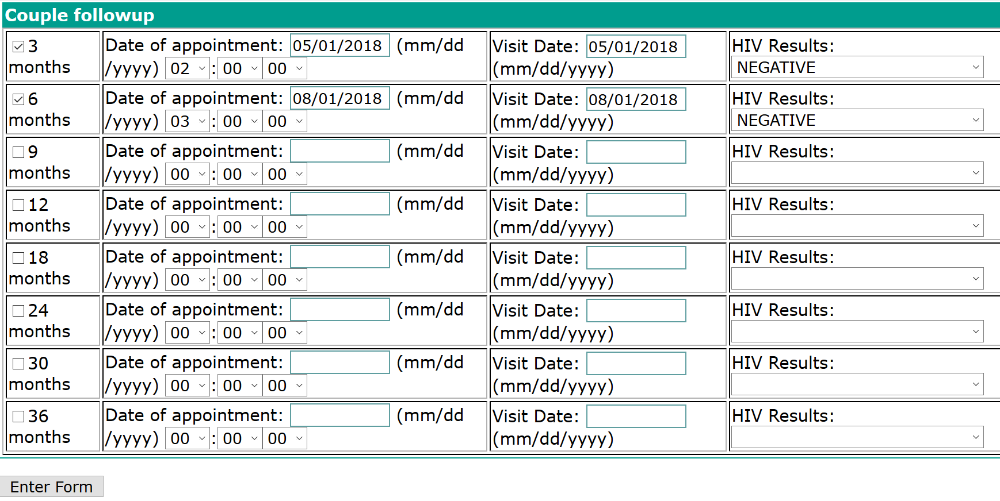 Couple followup
3 months Date of appointment: 05/01/2018 (mm/dd/yyyy) 02 : 00 00 Visit Date: 05/01/2018 (mm/dd/yyyy) HIV Results: NEGATIVE
6 months Date of appointment: 08/01/2018 (mm/dd/yyyy) 03 : 00 00 Visit Date: 08/01/2018 (mm/dd/yyyy) HIV Results: NEGATIVE
9 months Date of appointment: (mm/dd/yyyy) 00 : 00 00 Visit Date: (mm/dd/yyyy) HIV Results:
12 months Date of appointment: (mm/dd/yyyy) 00 : 00 00 Visit Date: (mm/dd/yyyy) HIV Results:
18 months Date of appointment: (mm/dd/yyyy) 00 : 00 00 Visit Date: (mm/dd/yyyy) HIV Results:
24 months Date of appointment: (mm/dd/yyyy) 00 : 00 00 Visit Date: (mm/dd/yyyy) HIV Results:
30 months Date of appointment: (mm/dd/yyyy) 00 : 00 00 Visit Date: (mm/dd/yyyy) HIV Results:
36 months Date of appointment: (mm/dd/yyyy) 00 : 00 00 Visit Date: (mm/dd/yyyy) HIV Results:
Enter Form